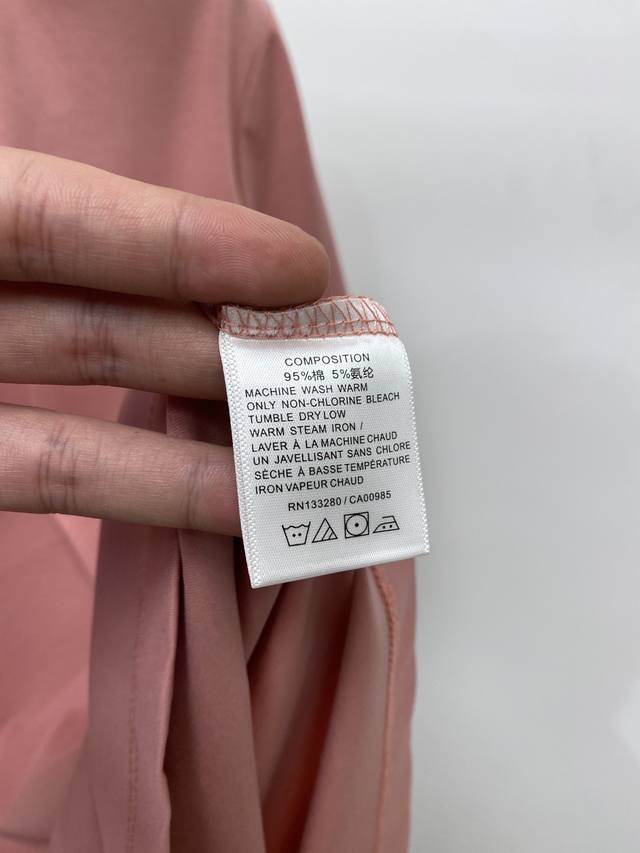 COMPOSITION
95%棉 5%氨纶
MACHINE WASH WARM
ONLY NON-CHLORINE BLEACH
TUMBLE DRY LOW
WARM STEAM IRON /
LAVER À LA MACHINE CHAUD
UN JAVELLISANT SANS CHLORE
SÈCHE À BASSE TEMPÉRATURE
IRON VAPEUR CHAUD
RN133280 / CA00985